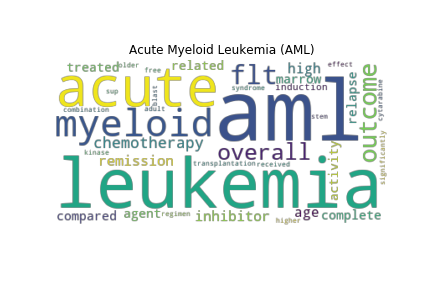 Acute Myeloid Leukemia (AML)
treated
older
free
related
flt
high
effect
acute
sup
blast
marrow
syndrome
induction
relapse
cytarabine
outcome
combination
adult
aml
stem
myeloid
chemotherapy
overall
kinase
remission
transplantation
received
activity
significantly
leukemia
compared
agent
regimen
inhibitor
higher
age
complete